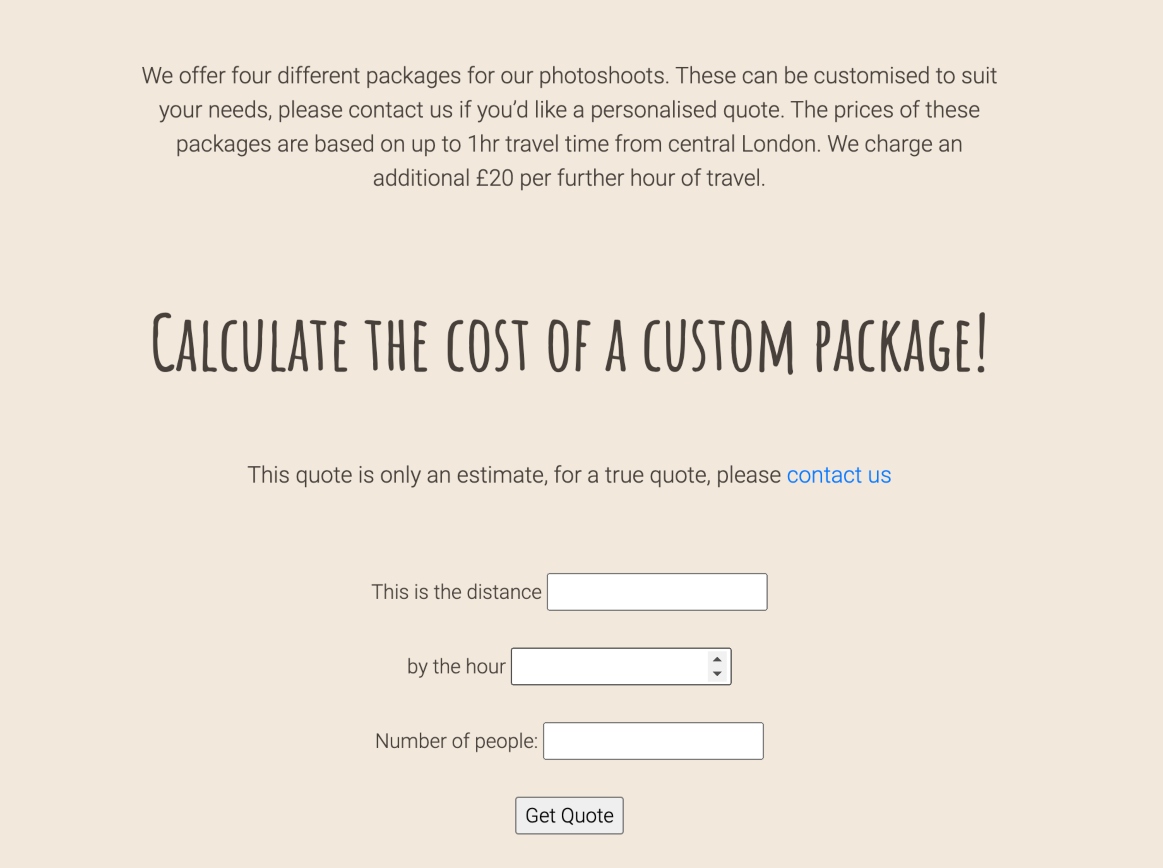 We offer four different packages for our photoshoots. These can be customised to suit
your needs, please contact us if you’d like a personalised quote. The prices of these
packages are based on up to 1hr travel time from central London. We charge an
additional £20 per further hour of travel.
Calculate the cost of a custom package!
This quote is only an estimate, for a true quote, please contact us
This is the distance
by the hour
Number of people:
Get Quote